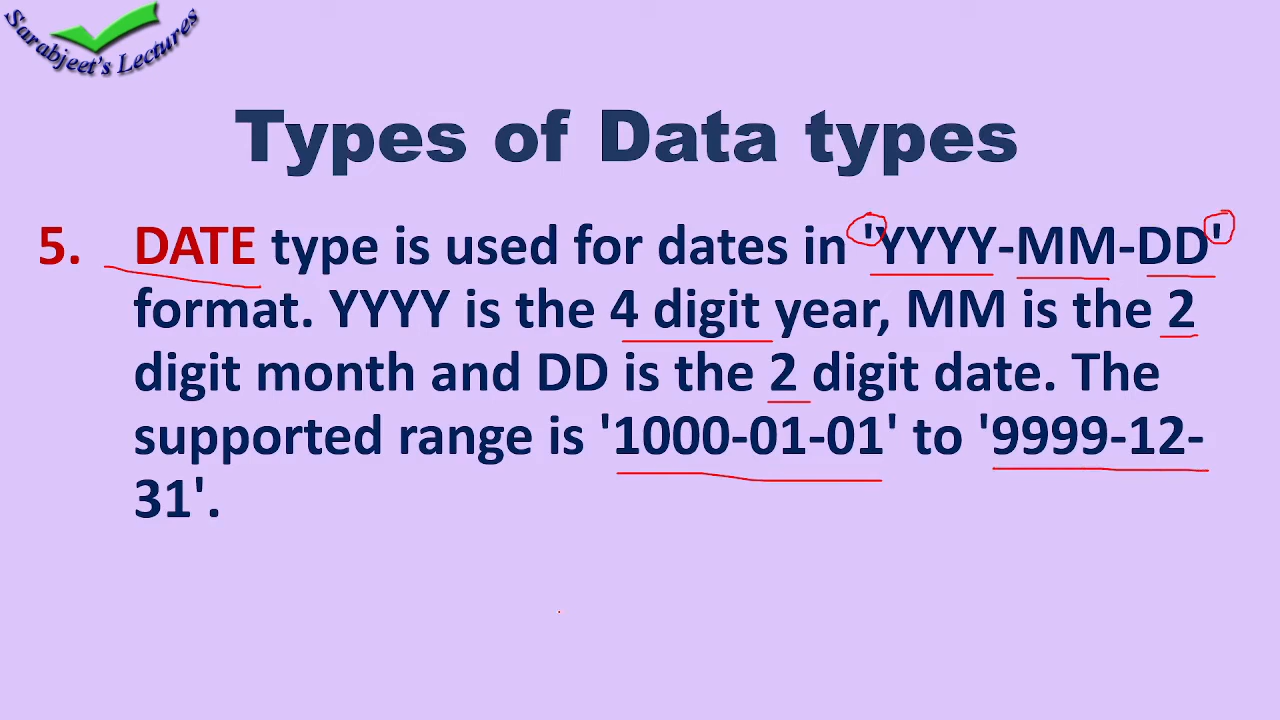 Sarabjeet's Lectures
Types of Data types
5. DATE type is used for dates in 'YYYY-MM-DD'
format. YYYY is the 4 digit year, MM is the 2
digit month and DD is the 2 digit date. The
supported range is '1000-01-01' to '9999-12-
31'.